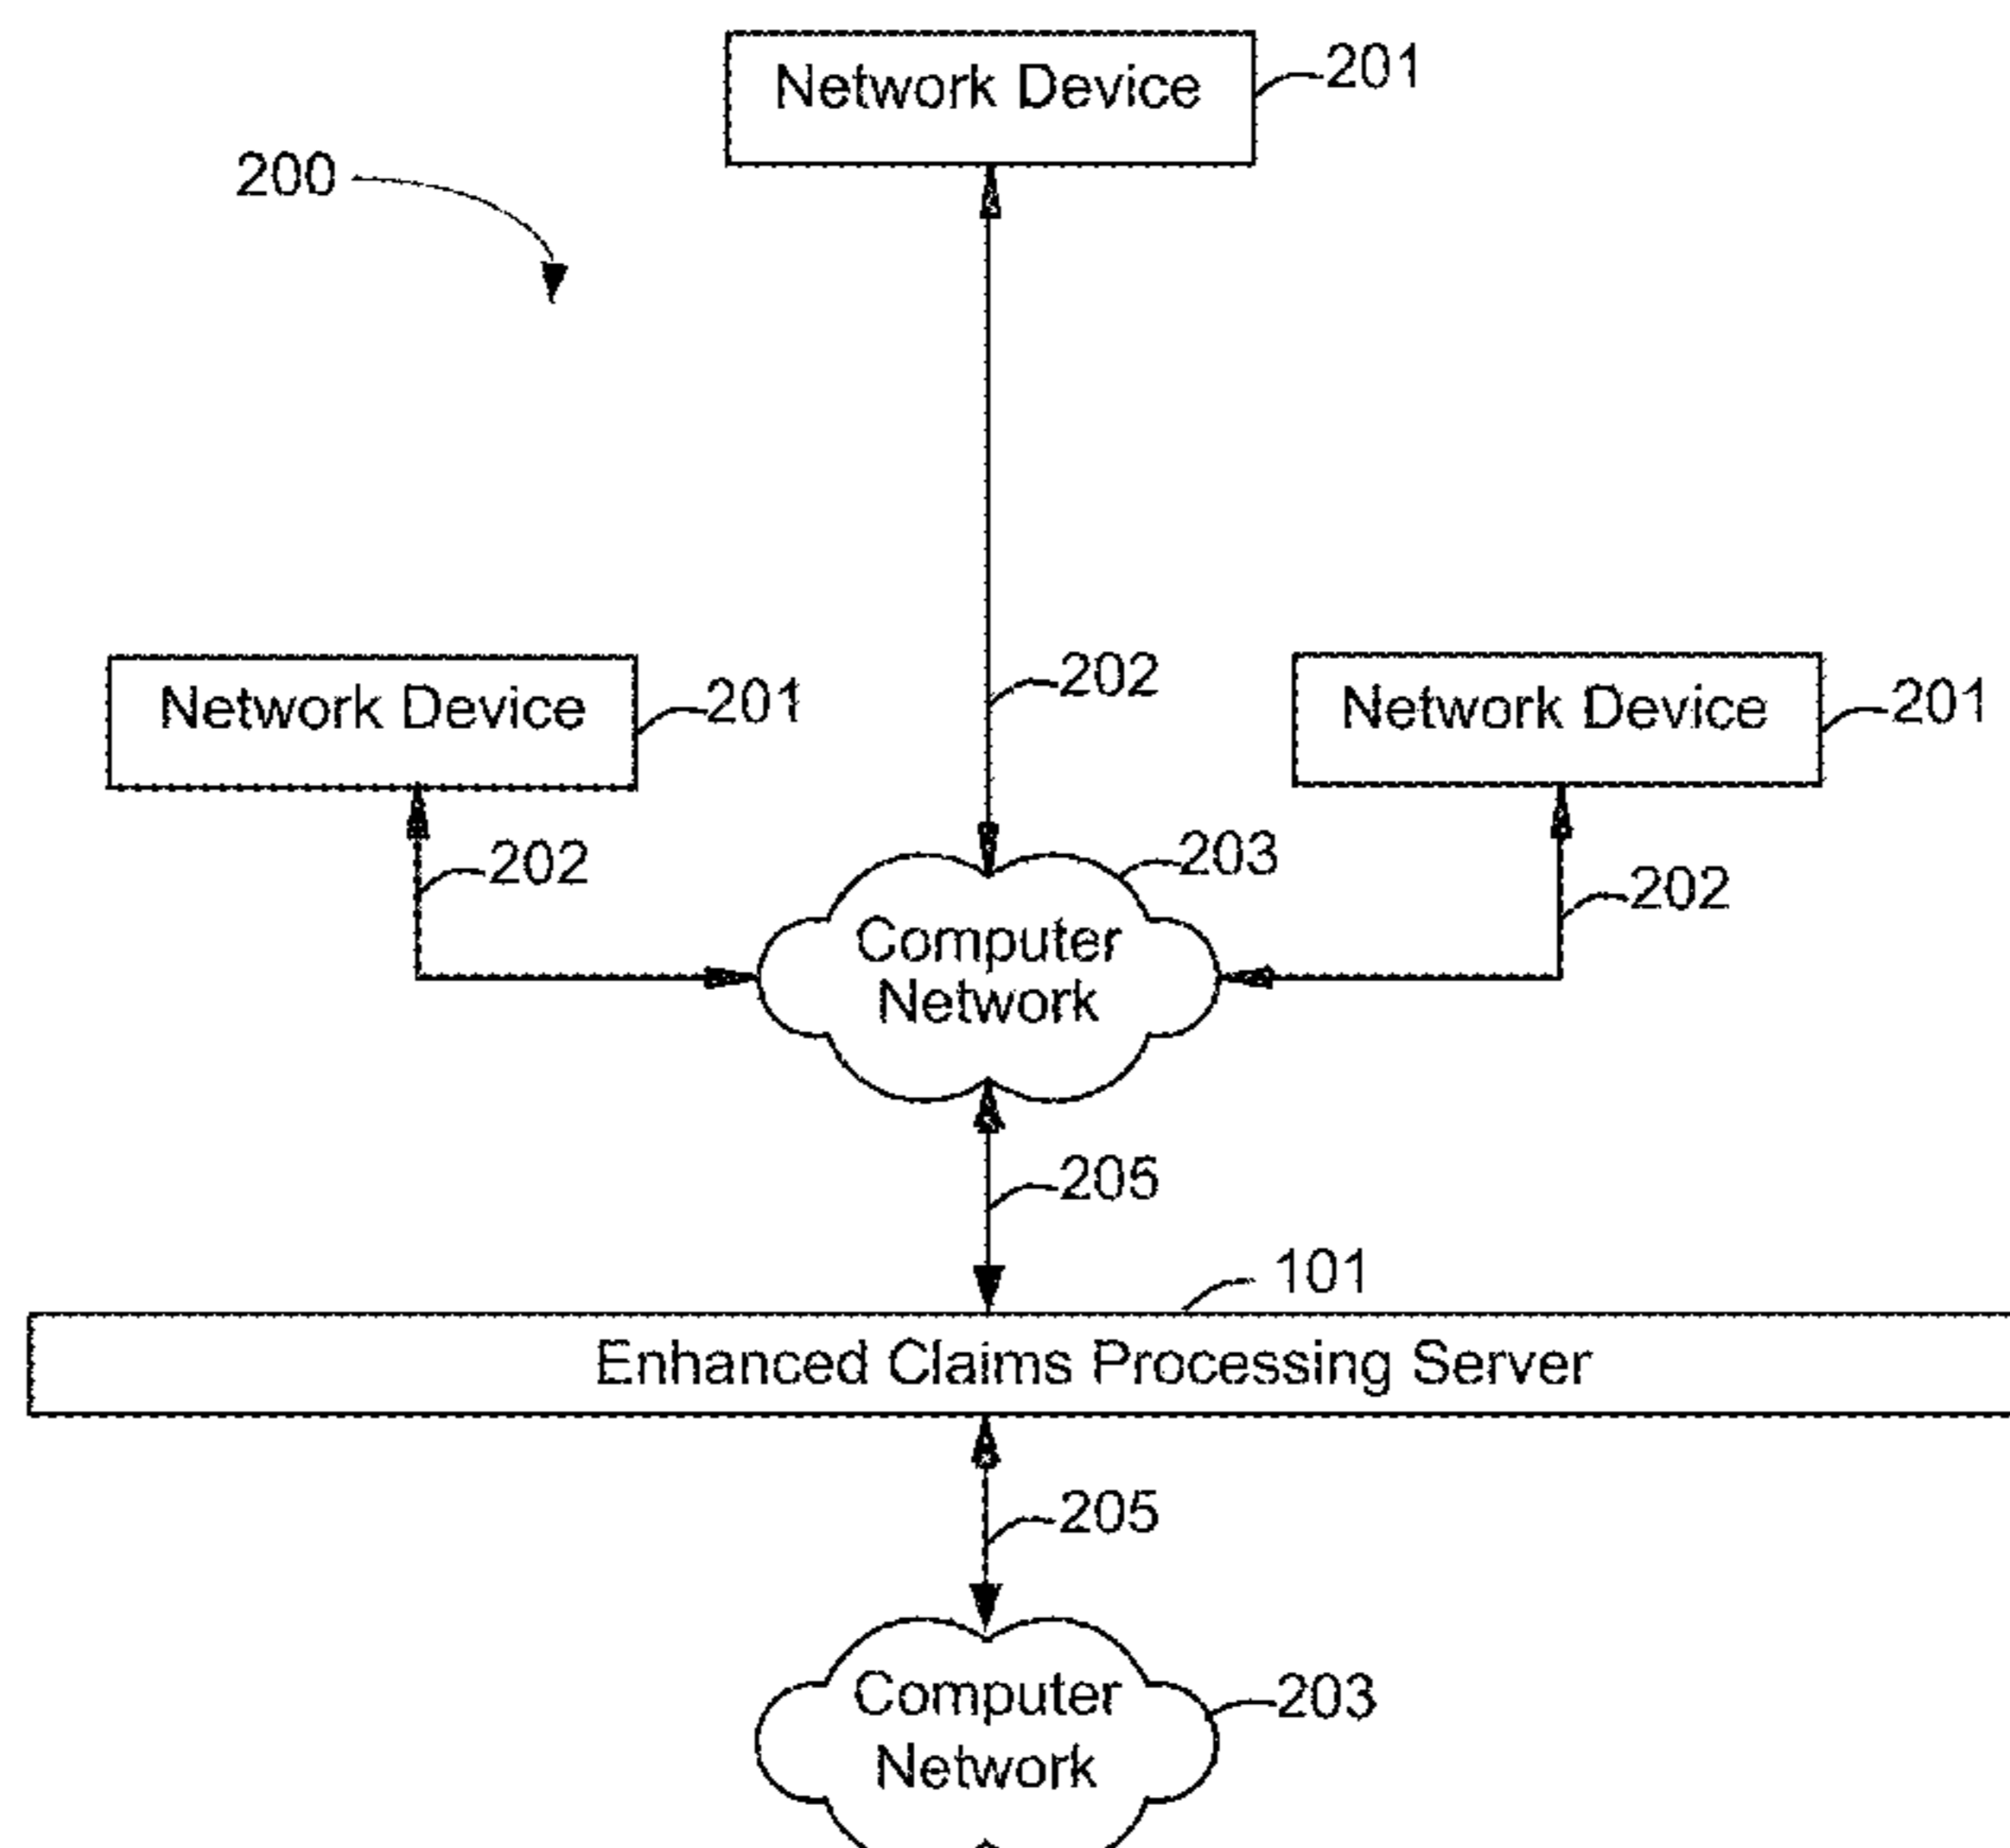 Network Device
201
200
202
Network Device
201
Network Device
201
202
203
202
Computer
Network
205
101
Enhanced Claims Processing Server
205
Computer
Network
203